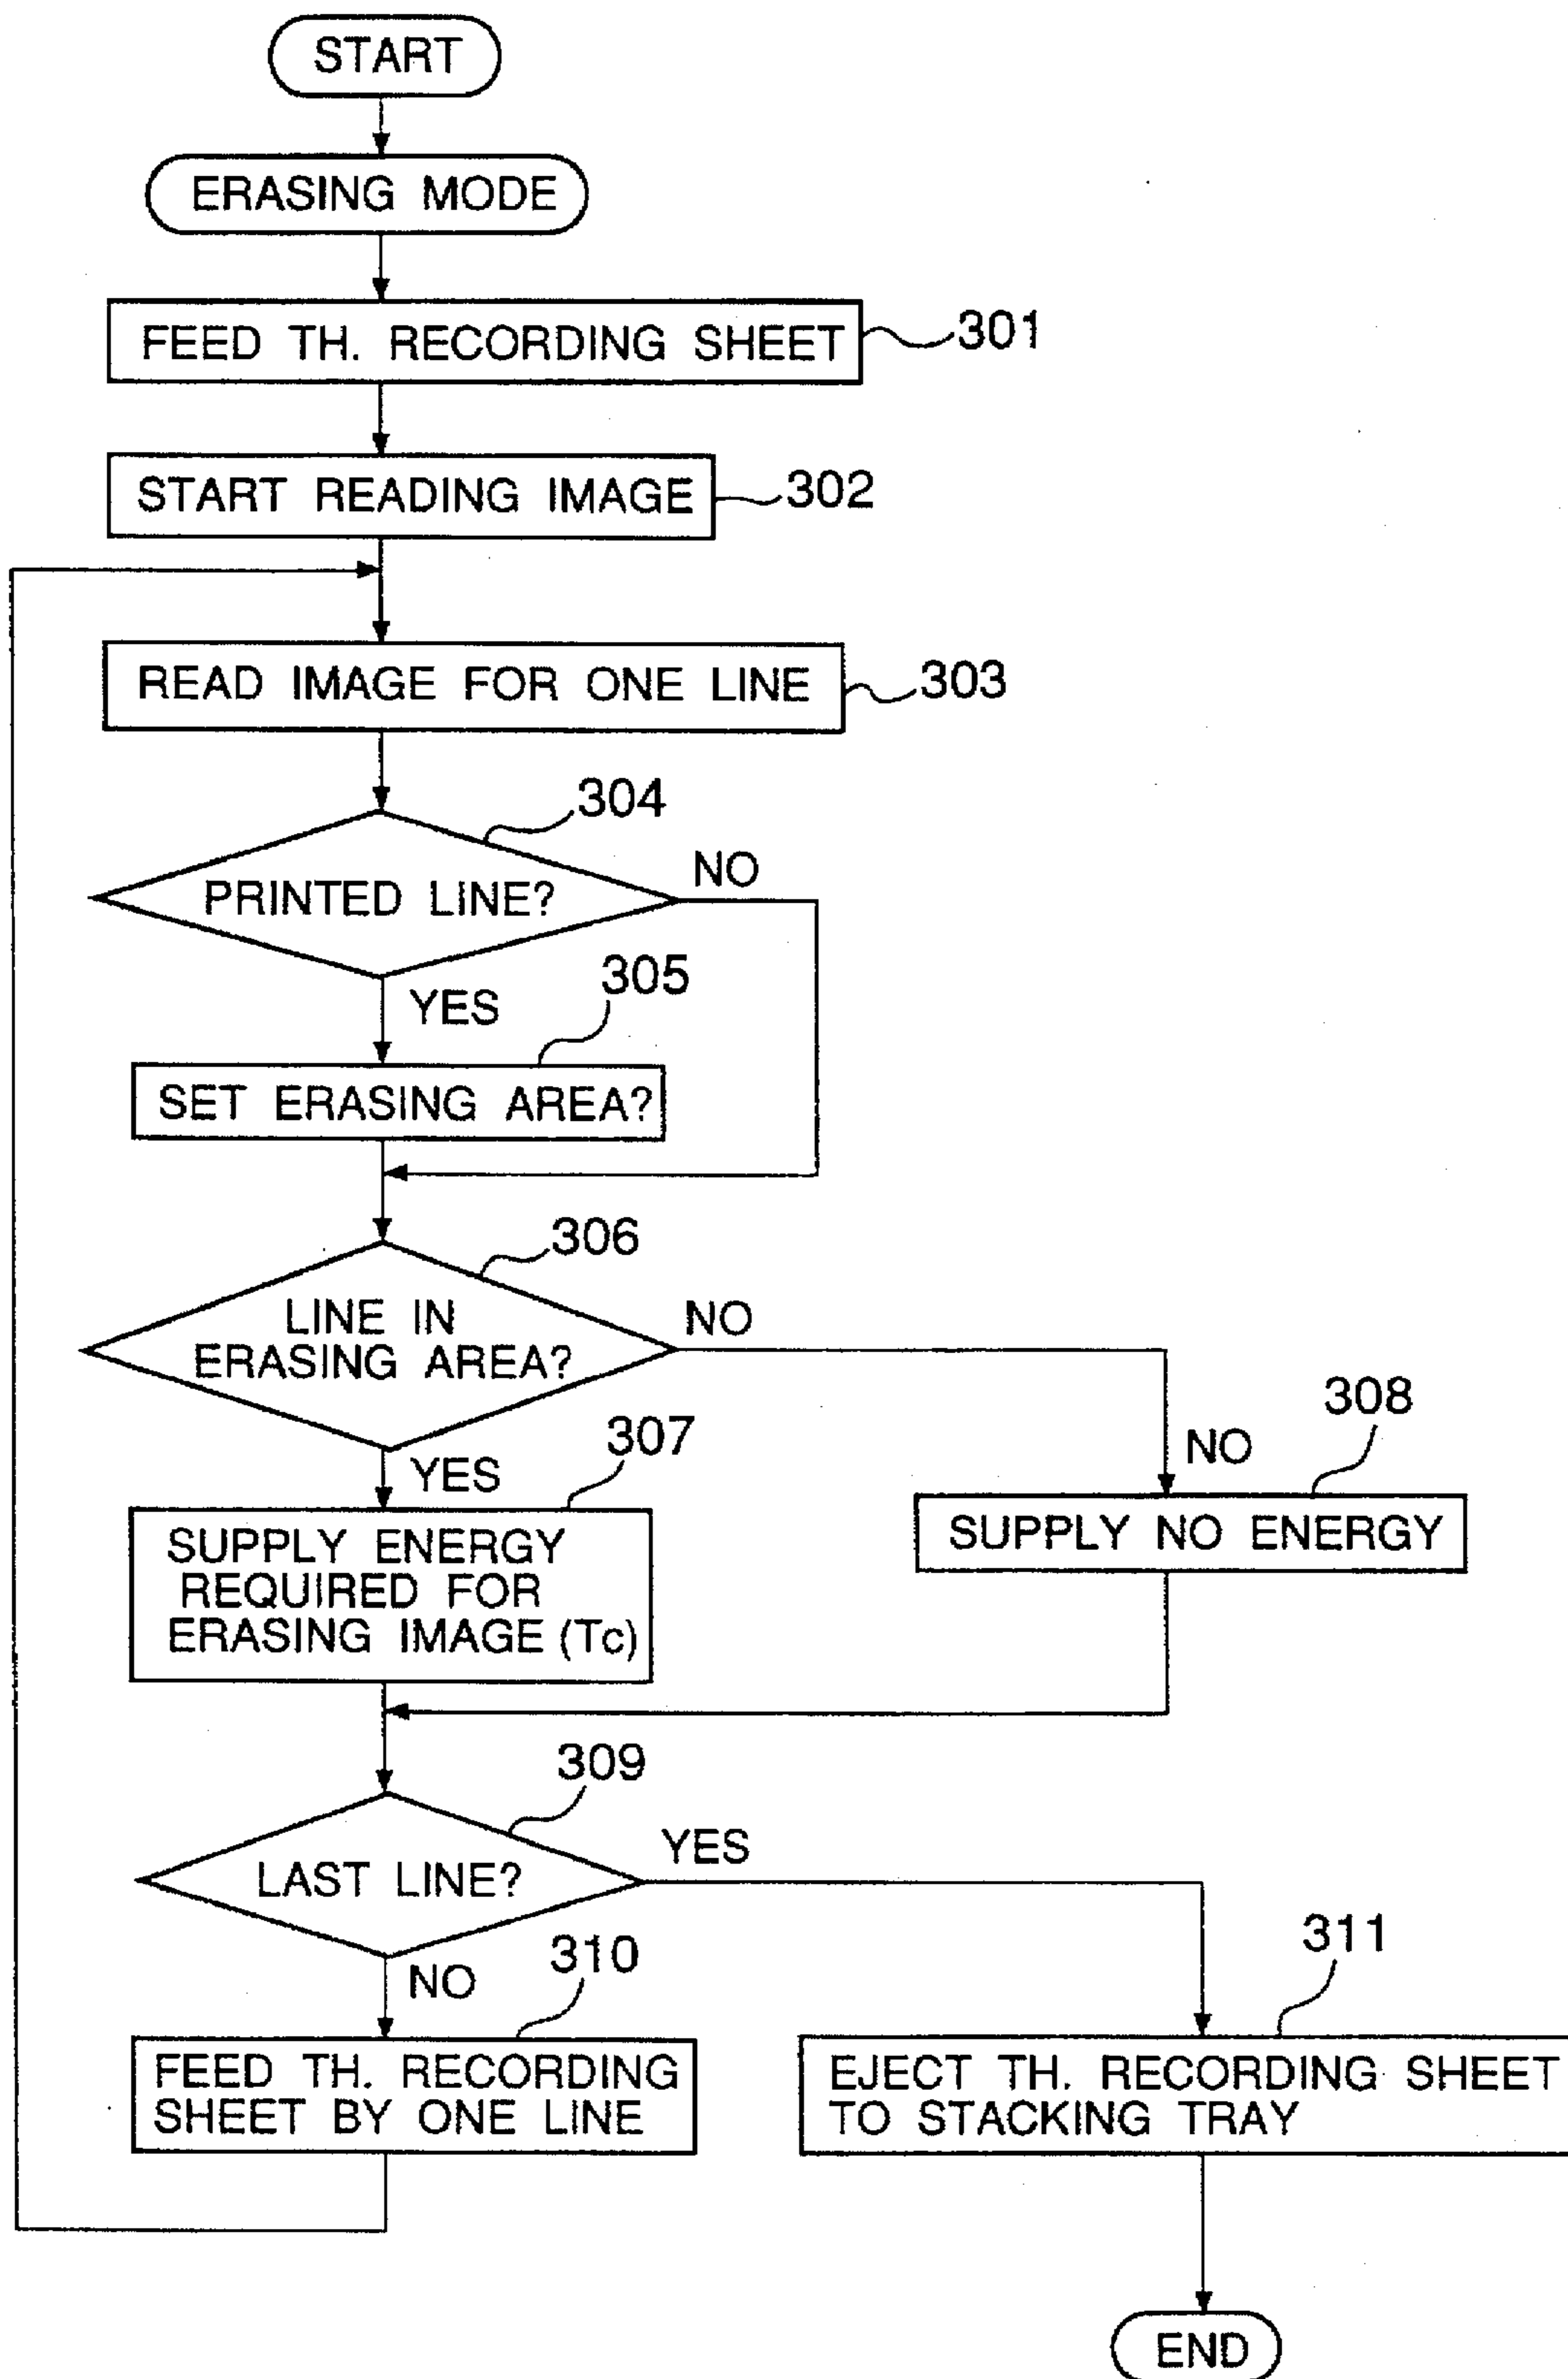 START
ERASING MODE
FEED TH. RECORDING SHEET
301
START READING IMAGE
302
READ IMAGE FOR ONE LINE
303
304
PRINTED LINE?
NO
YES
305
SET ERASING AREA?
306
LINE IN
ERASING AREA?
NO
YES
307
SUPPLY ENERGY
REQUIRED FOR
ERASING IMAGE (Tc)
NO
308
SUPPLY NO ENERGY
309
LAST LINE?
YES
NO
310
FEED TH. RECORDING
SHEET BY ONE LINE
311
EJECT TH. RECORDING SHEET
TO STACKING TRAY
END